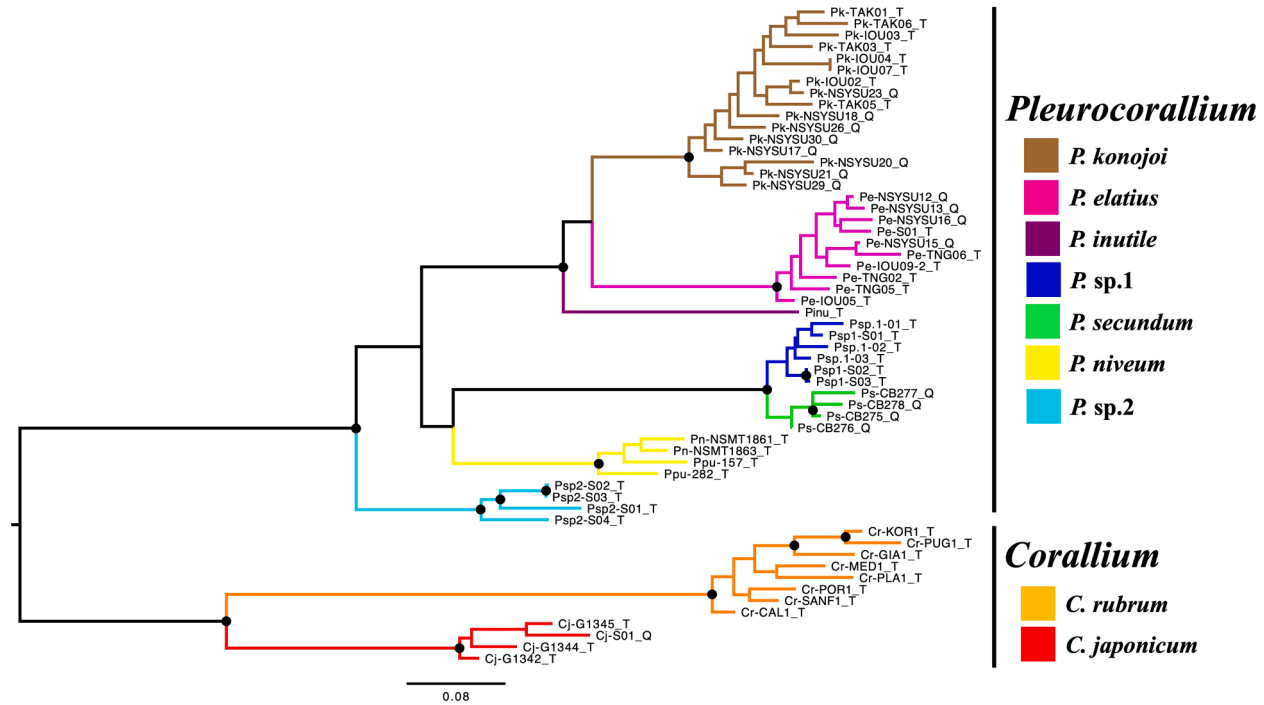 Pk-TAK01_T
Pk-TAK06_T
Pk-IOU03_T
Pk-TAK03_T
Pk-IOU04_T
Pk-IOU07_T
Pk-IOU02_T
Pk-NSYSU23_Q
Pk-TAK05_T
Pk-NSYSU18_Q
Pk-NSYSU26_Q
Pk-NSYSU30_Q
Pk-NSYSU17_Q
Pk-NSYSU20_Q
Pk-NSYSU21_Q
Pk-NSYSU29_Q
Pe-NSYSU12_Q
Pe-NSYSU13_Q
Pe-NSYSU16_Q
Pe-S01_T
Pe-NSYSU15_Q
Pe-TNG06_T
Pe-IOU09-2_T
Pe-TNG02_T
Pe-TNG05_T
Pe-IOU05_T
Pinu_T
Psp.1-01_T
Psp1-S01_T
Psp.1-02_T
Psp.1-03_T
Psp1-S02_T
Psp1-S03_T
Ps-CB277_Q
Ps-CB278_Q
Ps-CB275_Q
Ps-CB276_Q
Pn-NSMT1861_T
Pn-NSMT1863_T
Ppu-157_T
Ppu-282_T
Psp2-S02_T
Psp2-S03_T
Psp2-S01_T
Psp2-S04_T
Cr-KOR1_T
Cr-PUG1_T
Cr-GIA1_T
Cr-MED1_T
Cr-PLA1_T
Cr-POR1_T
Cr-SANF1_T
Cr-CAL1_T
Cj-G1345_T
Cj-S01_Q
Cj-G1344_T
Cj-G1342_T
0.08
Pleurocorallium
P. konojoi
P. elatius
P. inutile
P. sp.1
P. secundum
P. niveum
P. sp.2
Corallium
C. rubrum
C. japonicum